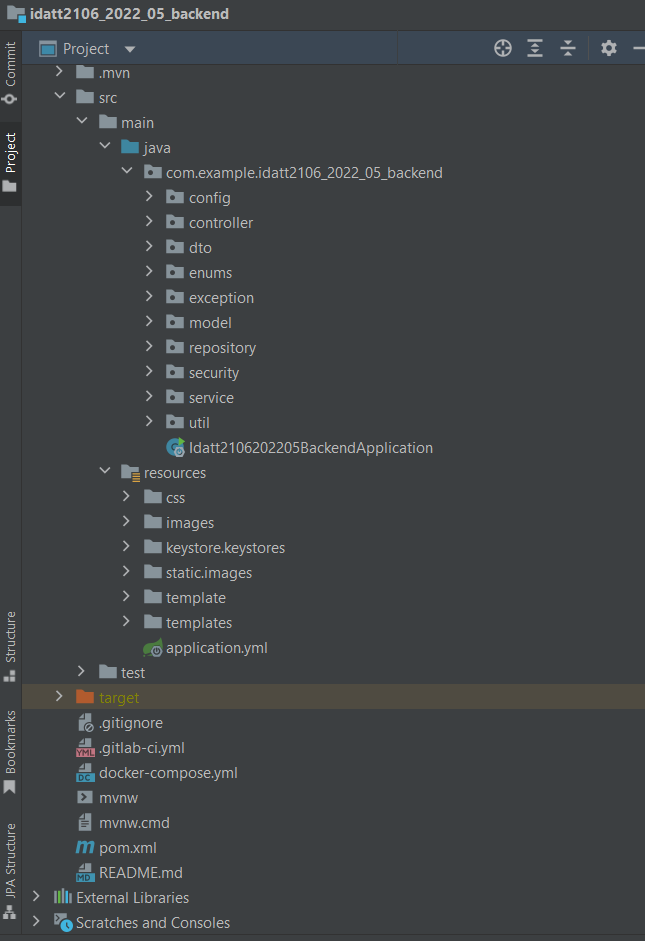 idatt2106_2022_05_backend
Project
Commit
Project
.mvn
src
main
java
com.example.idatt2106_2022_05_backend
config
controller
dto
enums
exception
model
repository
security
service
util
Idatt2106202205BackendApplication
resources
css
images
keystore.keystores
static.images
template
templates
application.yml
test
target
.gitignore
YML .gitlab-ci.yml
DC docker-compose.yml
mvnw
mvnw.cmd
m pom.xml
MD README.md
External Libraries
Scratches and Consoles
Structure
Bookmarks
JPA Structure